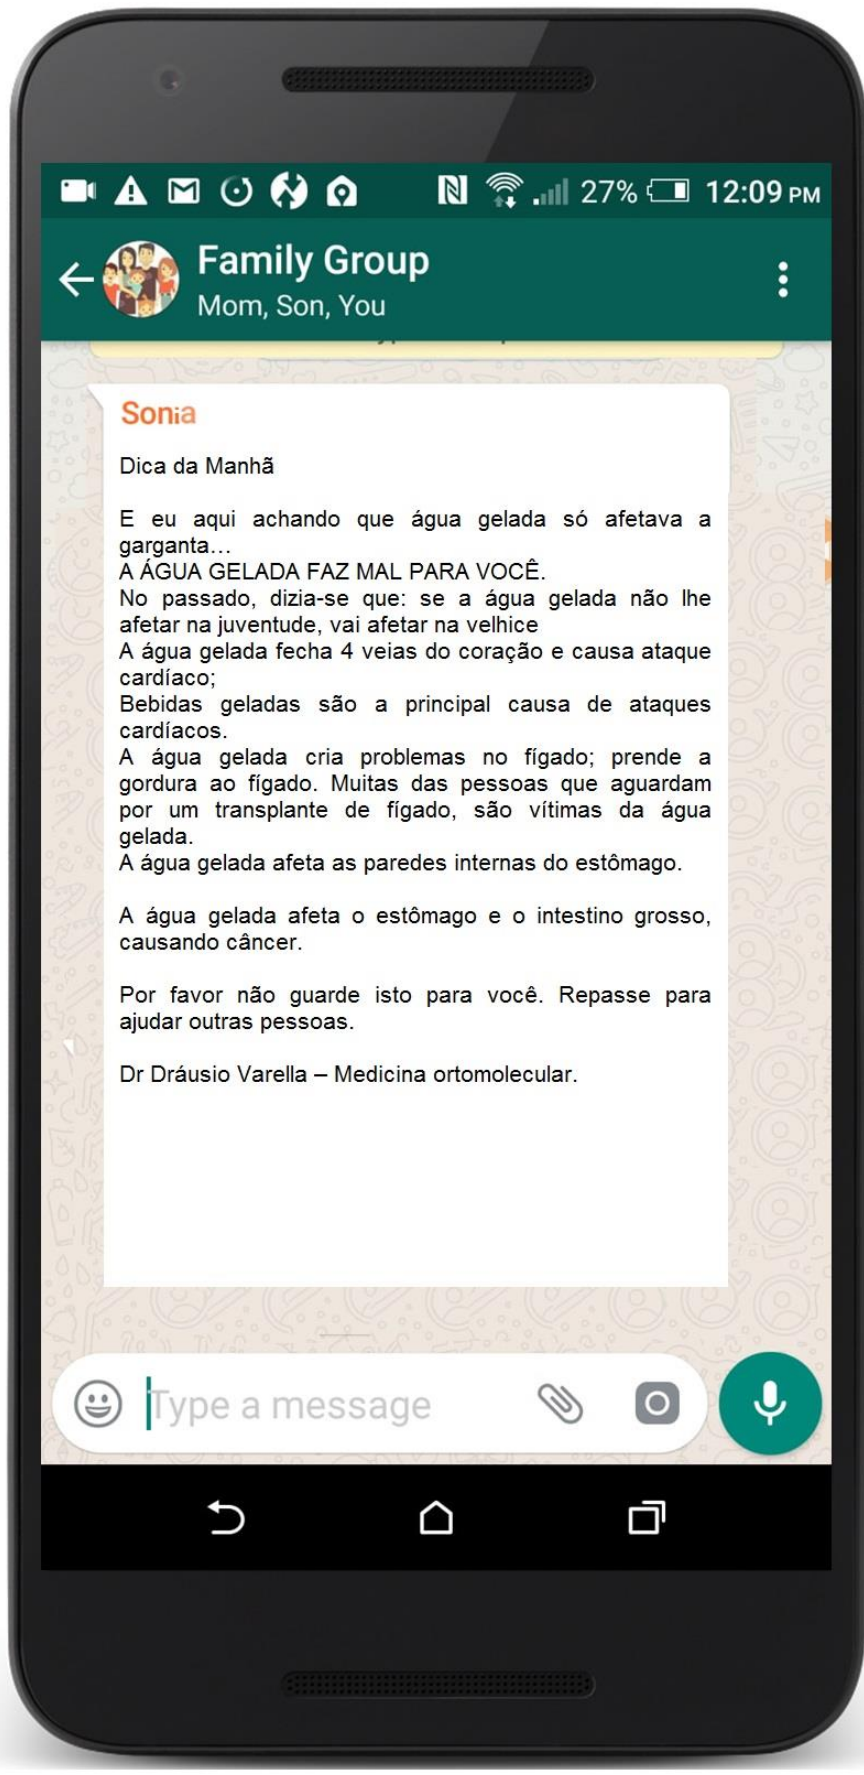 27% 12:09 PM
Family Group
Mom, Son, You
Sonia
Dica da Manhã
E eu aqui achando que água gelada só afetava a
garganta...
A ÁGUA GELADA FAZ MAL PARA VOCÊ.
No passado, dizia-se que: se a água gelada não lhe
afetar na juventude, vai afetar na velhice
A água gelada fecha 4 veias do coração e causa ataque
cardíaco;
Bebidas geladas são a principal causa de ataques
cardíacos.
A água gelada cria problemas no fígado; prende a
gordura ao fígado. Muitas das pessoas que aguardam
por um transplante de fígado, são vítimas da água
gelada.
A água gelada afeta as paredes internas do estômago.
A água gelada afeta o estômago e o intestino grosso,
causando câncer.
Por favor não guarde isto para você. Repasse para
ajudar outras pessoas.
Dr Dráusio Varella – Medicina ortomolecular.
Type a message